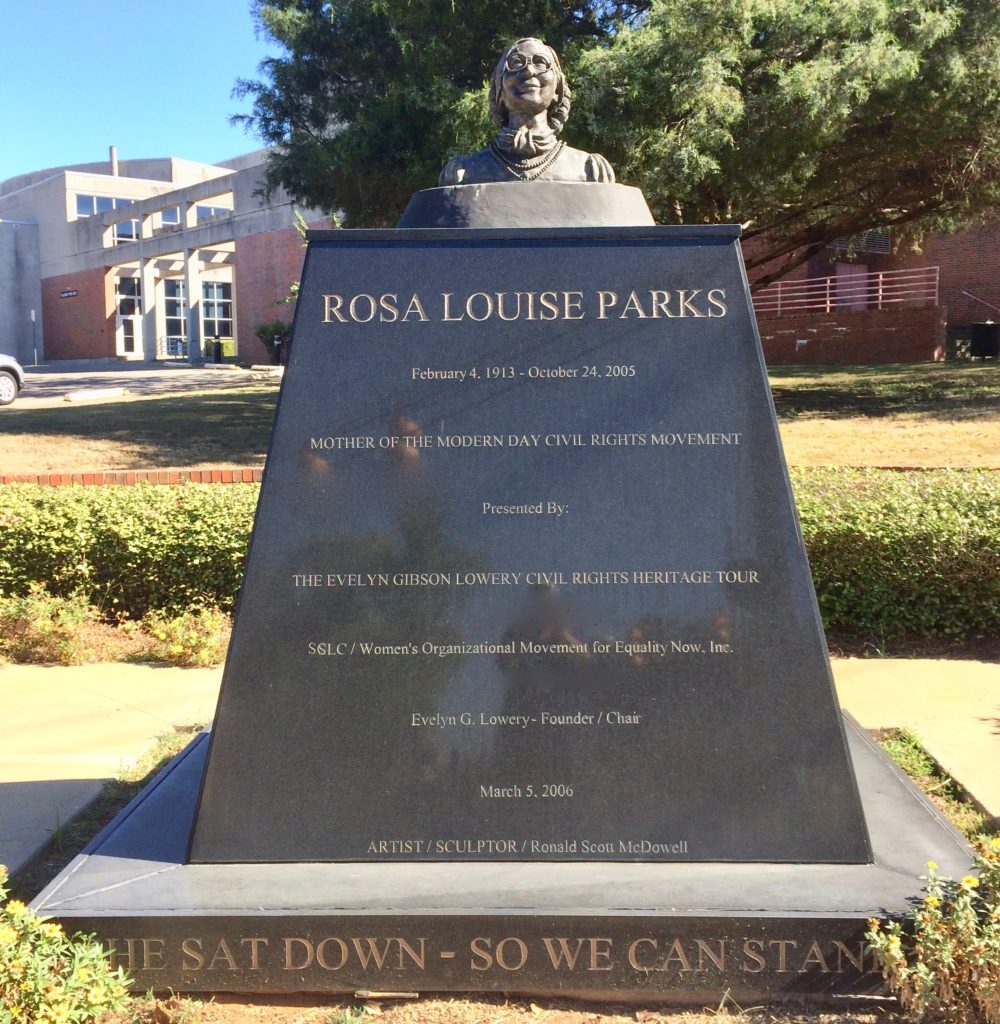 ROSA LOUISE PARKS
February 4, 1913 - October 24, 2005
MOTHER OF THE MODERN DAY CIVIL RIGHTS MOVEMENT
Presented By:
THE EVELYN GIBSON LOWERY CIVIL RIGHTS HERITAGE TOUR
SCLC / Women's Organizational Movement for Equality Now, Inc.
Evelyn G. Lowery - Founder / Chair
March 5, 2006
ARTIST / SCULPTOR / Ronald Scott McDowell
HE SAT DOWN - SO WE CAN STAN